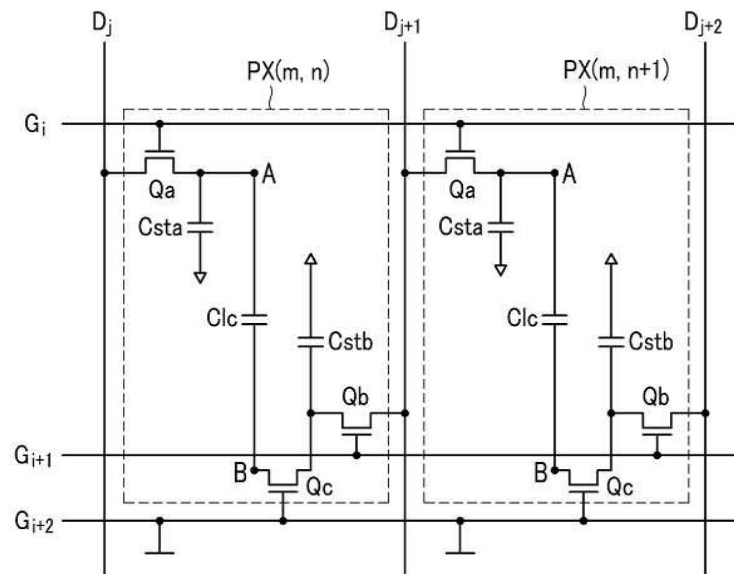 Dj Dj+1 Dj+2
PX(m, n) PX(m, n+1)
Gi
Qa A Qa A
Csta Csta
Clc Cstb Clc Cstb
Qb Qb
Gi+1
B Qc B Qc
Gi+2